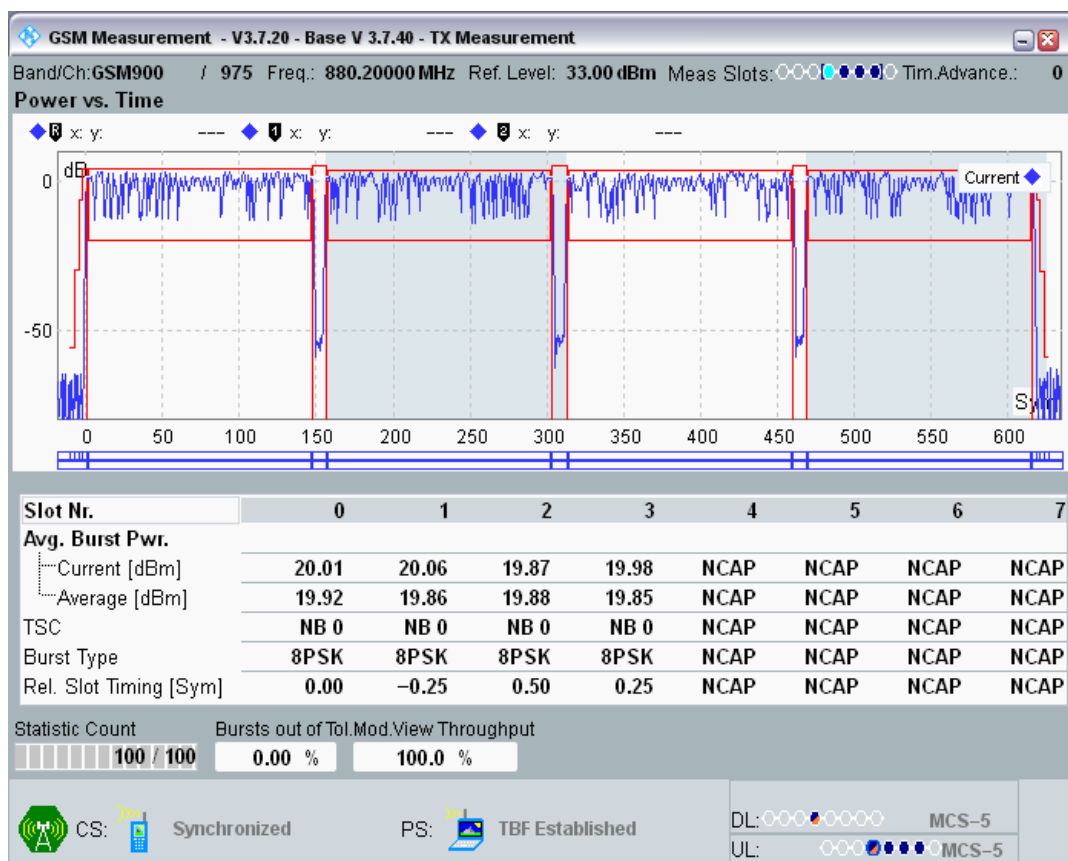 GSM Measurement - V3.7.20 - Base V 3.7.40 - TX Measurement
Band/Ch:GSM900 / 975 Freq.: 880.20000 MHz Ref. Level: 33.00 dBm Meas Slots: Tim.Advance.: 0
Power vs. Time
R x: y: --- 1 x: y: --- 2 x: y: ---
dB
Current
0
-50
0 50 100 150 200 250 300 350 400 450 500 550 600
Slot Nr. 0 1 2 3 4 5 6 7
Avg. Burst Pwr.
Current [dBm] 20.01 20.06 19.87 19.98 NCAP NCAP NCAP NCAP
Average [dBm] 19.92 19.86 19.88 19.85 NCAP NCAP NCAP NCAP
TSC NB 0 NB 0 NB 0 NB 0 NCAP NCAP NCAP NCAP
Burst Type 8PSK 8PSK 8PSK 8PSK NCAP NCAP NCAP NCAP
Rel. Slot Timing [Sym] 0.00 −0.25 0.50 0.25 NCAP NCAP NCAP NCAP
Statistic Count Bursts out of Tol.Mod.View Throughput
100 / 100 0.00 % 100.0 %
CS: Synchronized PS: TBF Established
DL: MCS−5
UL: MCS−5